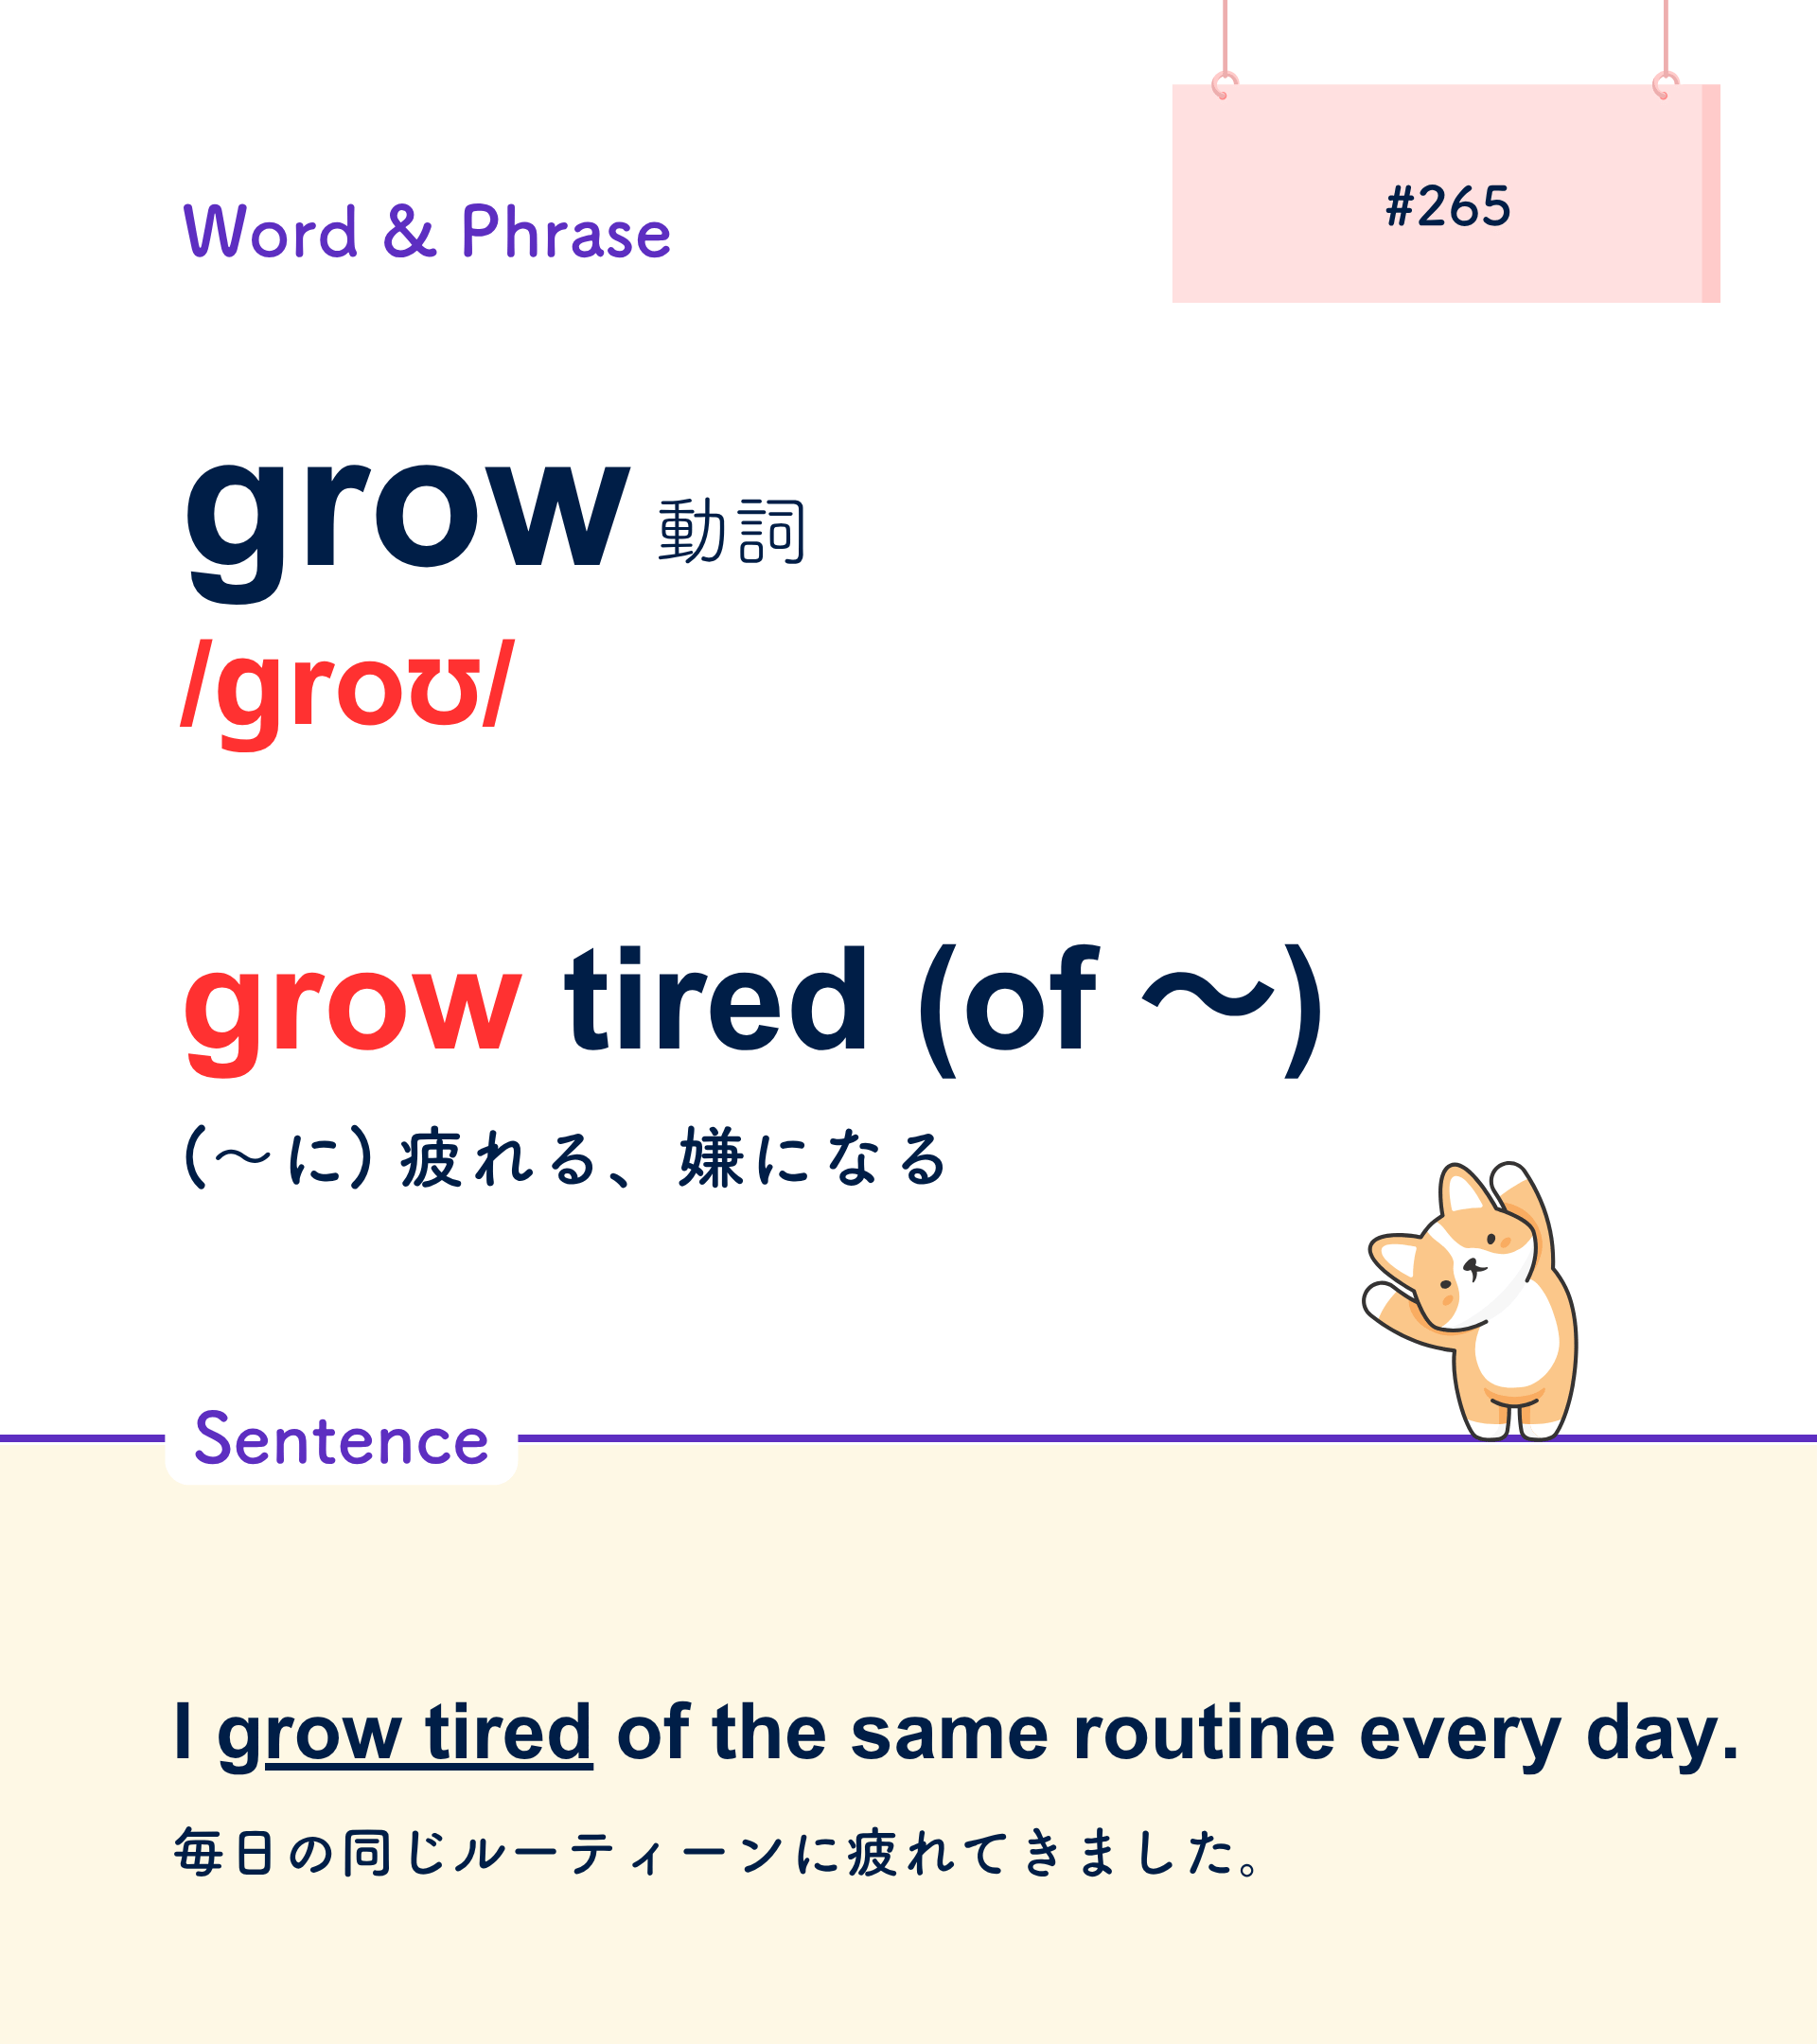 #265
Word & Phrase
grow 動詞
/groʊ/
grow tired (of 〜)
(〜に) 疲れる、嫌になる
Sentence
I grow tired of the same routine every day.
毎日の同じルーティーンに疲れてきました。